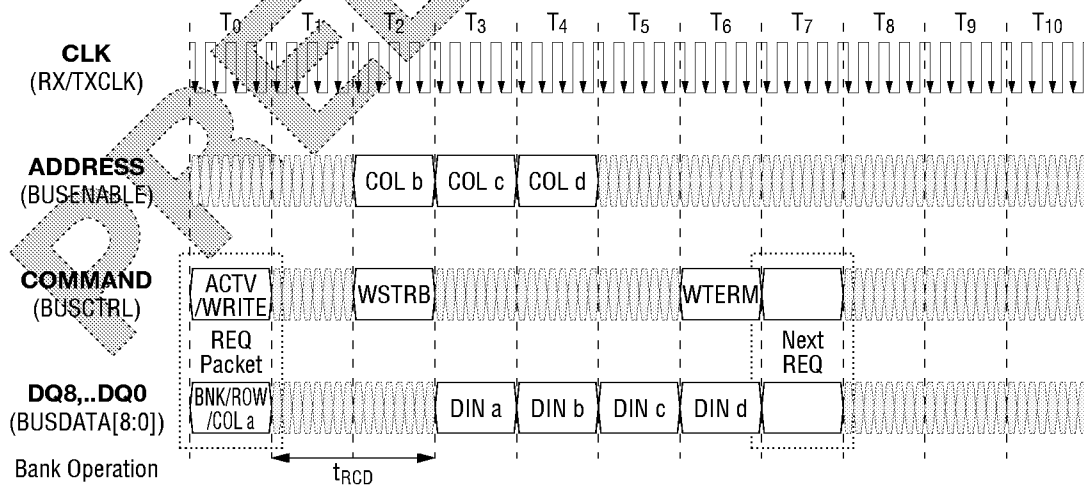 T0 T1 T2 T3 T4 T5 T6 T7 T8 T9 T10
CLK
(RX/TXCLK)
ADDRESS
(BUSENABLE)
COL b COL c COL d
COMMAND
(BUSCTRL)
ACTV
/WRITE
WSTRB WTERM
REQ
Packet
Next
REQ
DQ8,..DQ0
(BUSDATA[8:0])
BNK/ROW
/COL a
DIN a DIN b DIN c DIN d
Bank Operation
tRCD
PREL